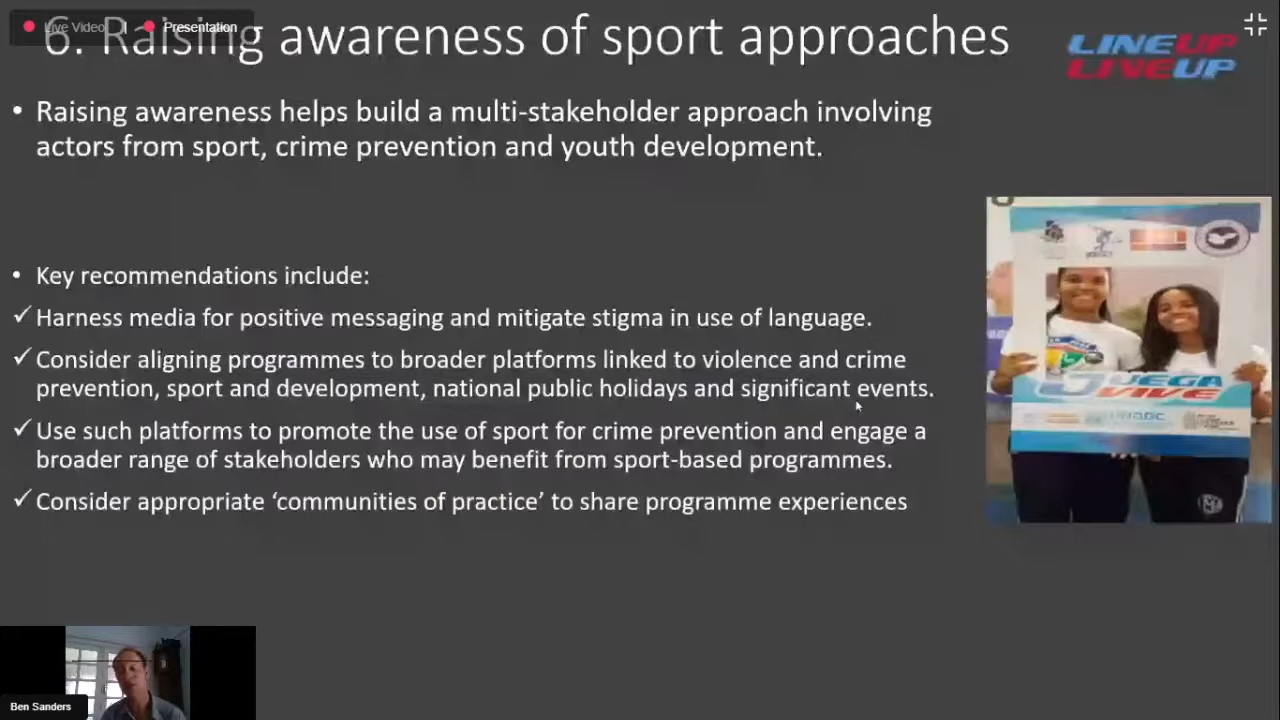 Live Video
Presentation
6. Raising awareness of sport approaches
LINEUP
LIVEUP
• Raising awareness helps build a multi-stakeholder approach involving
actors from sport, crime prevention and youth development.
• Key recommendations include:
✓ Harness media for positive messaging and mitigate stigma in use of language.
✓ Consider aligning programmes to broader platforms linked to violence and crime
prevention, sport and development, national public holidays and significant events.
✓ Use such platforms to promote the use of sport for crime prevention and engage a
broader range of stakeholders who may benefit from sport-based programmes.
✓ Consider appropriate ‘communities of practice’ to share programme experiences
JUEGA
VIVE
UNODC
Ben Sanders